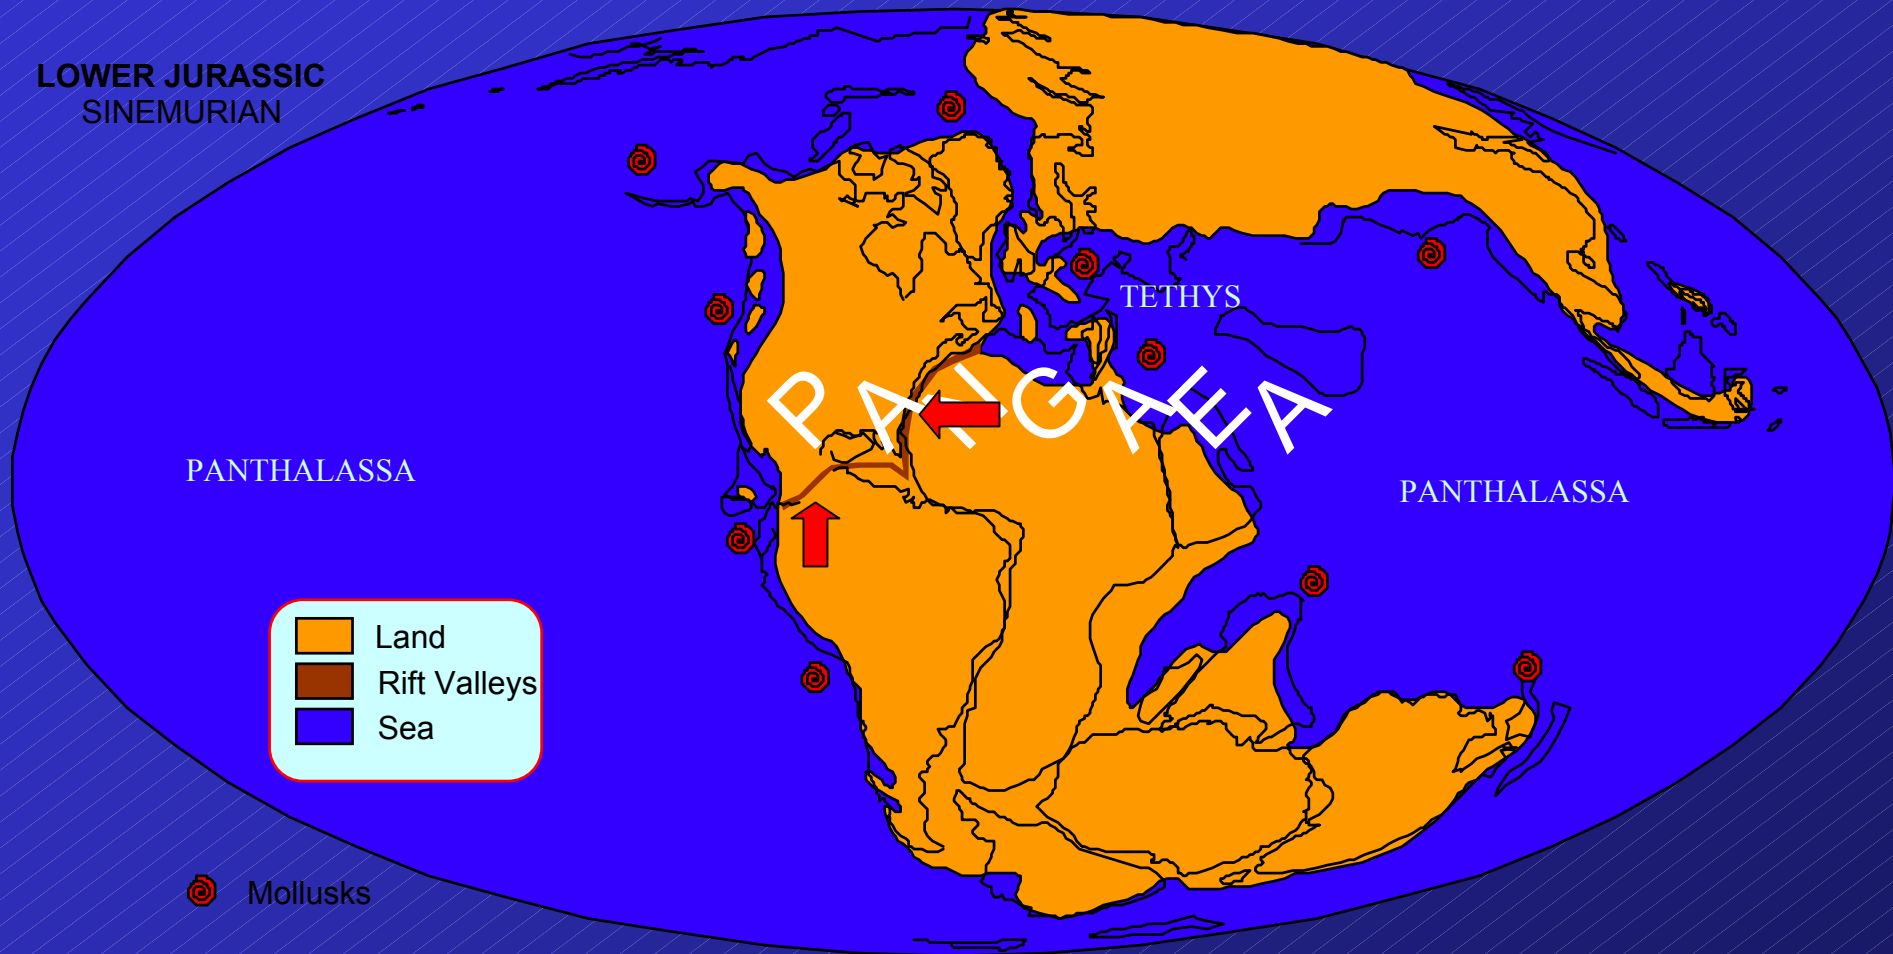 LOWER JURASSIC
SINEMURIAN
TETHYS
PANGAEA
PANTHALASSA
PANTHALASSA
Land
Rift Valleys
Sea
Mollusks